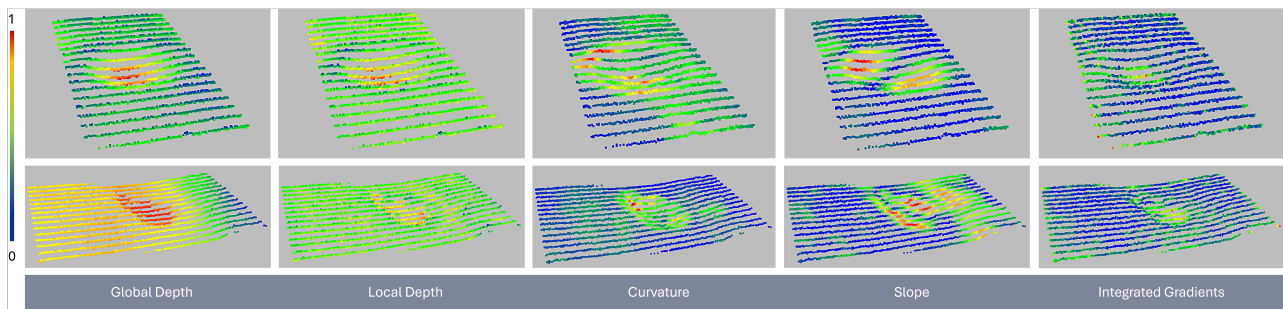 1
0
Global Depth
Local Depth
Curvature
Slope
Integrated Gradients